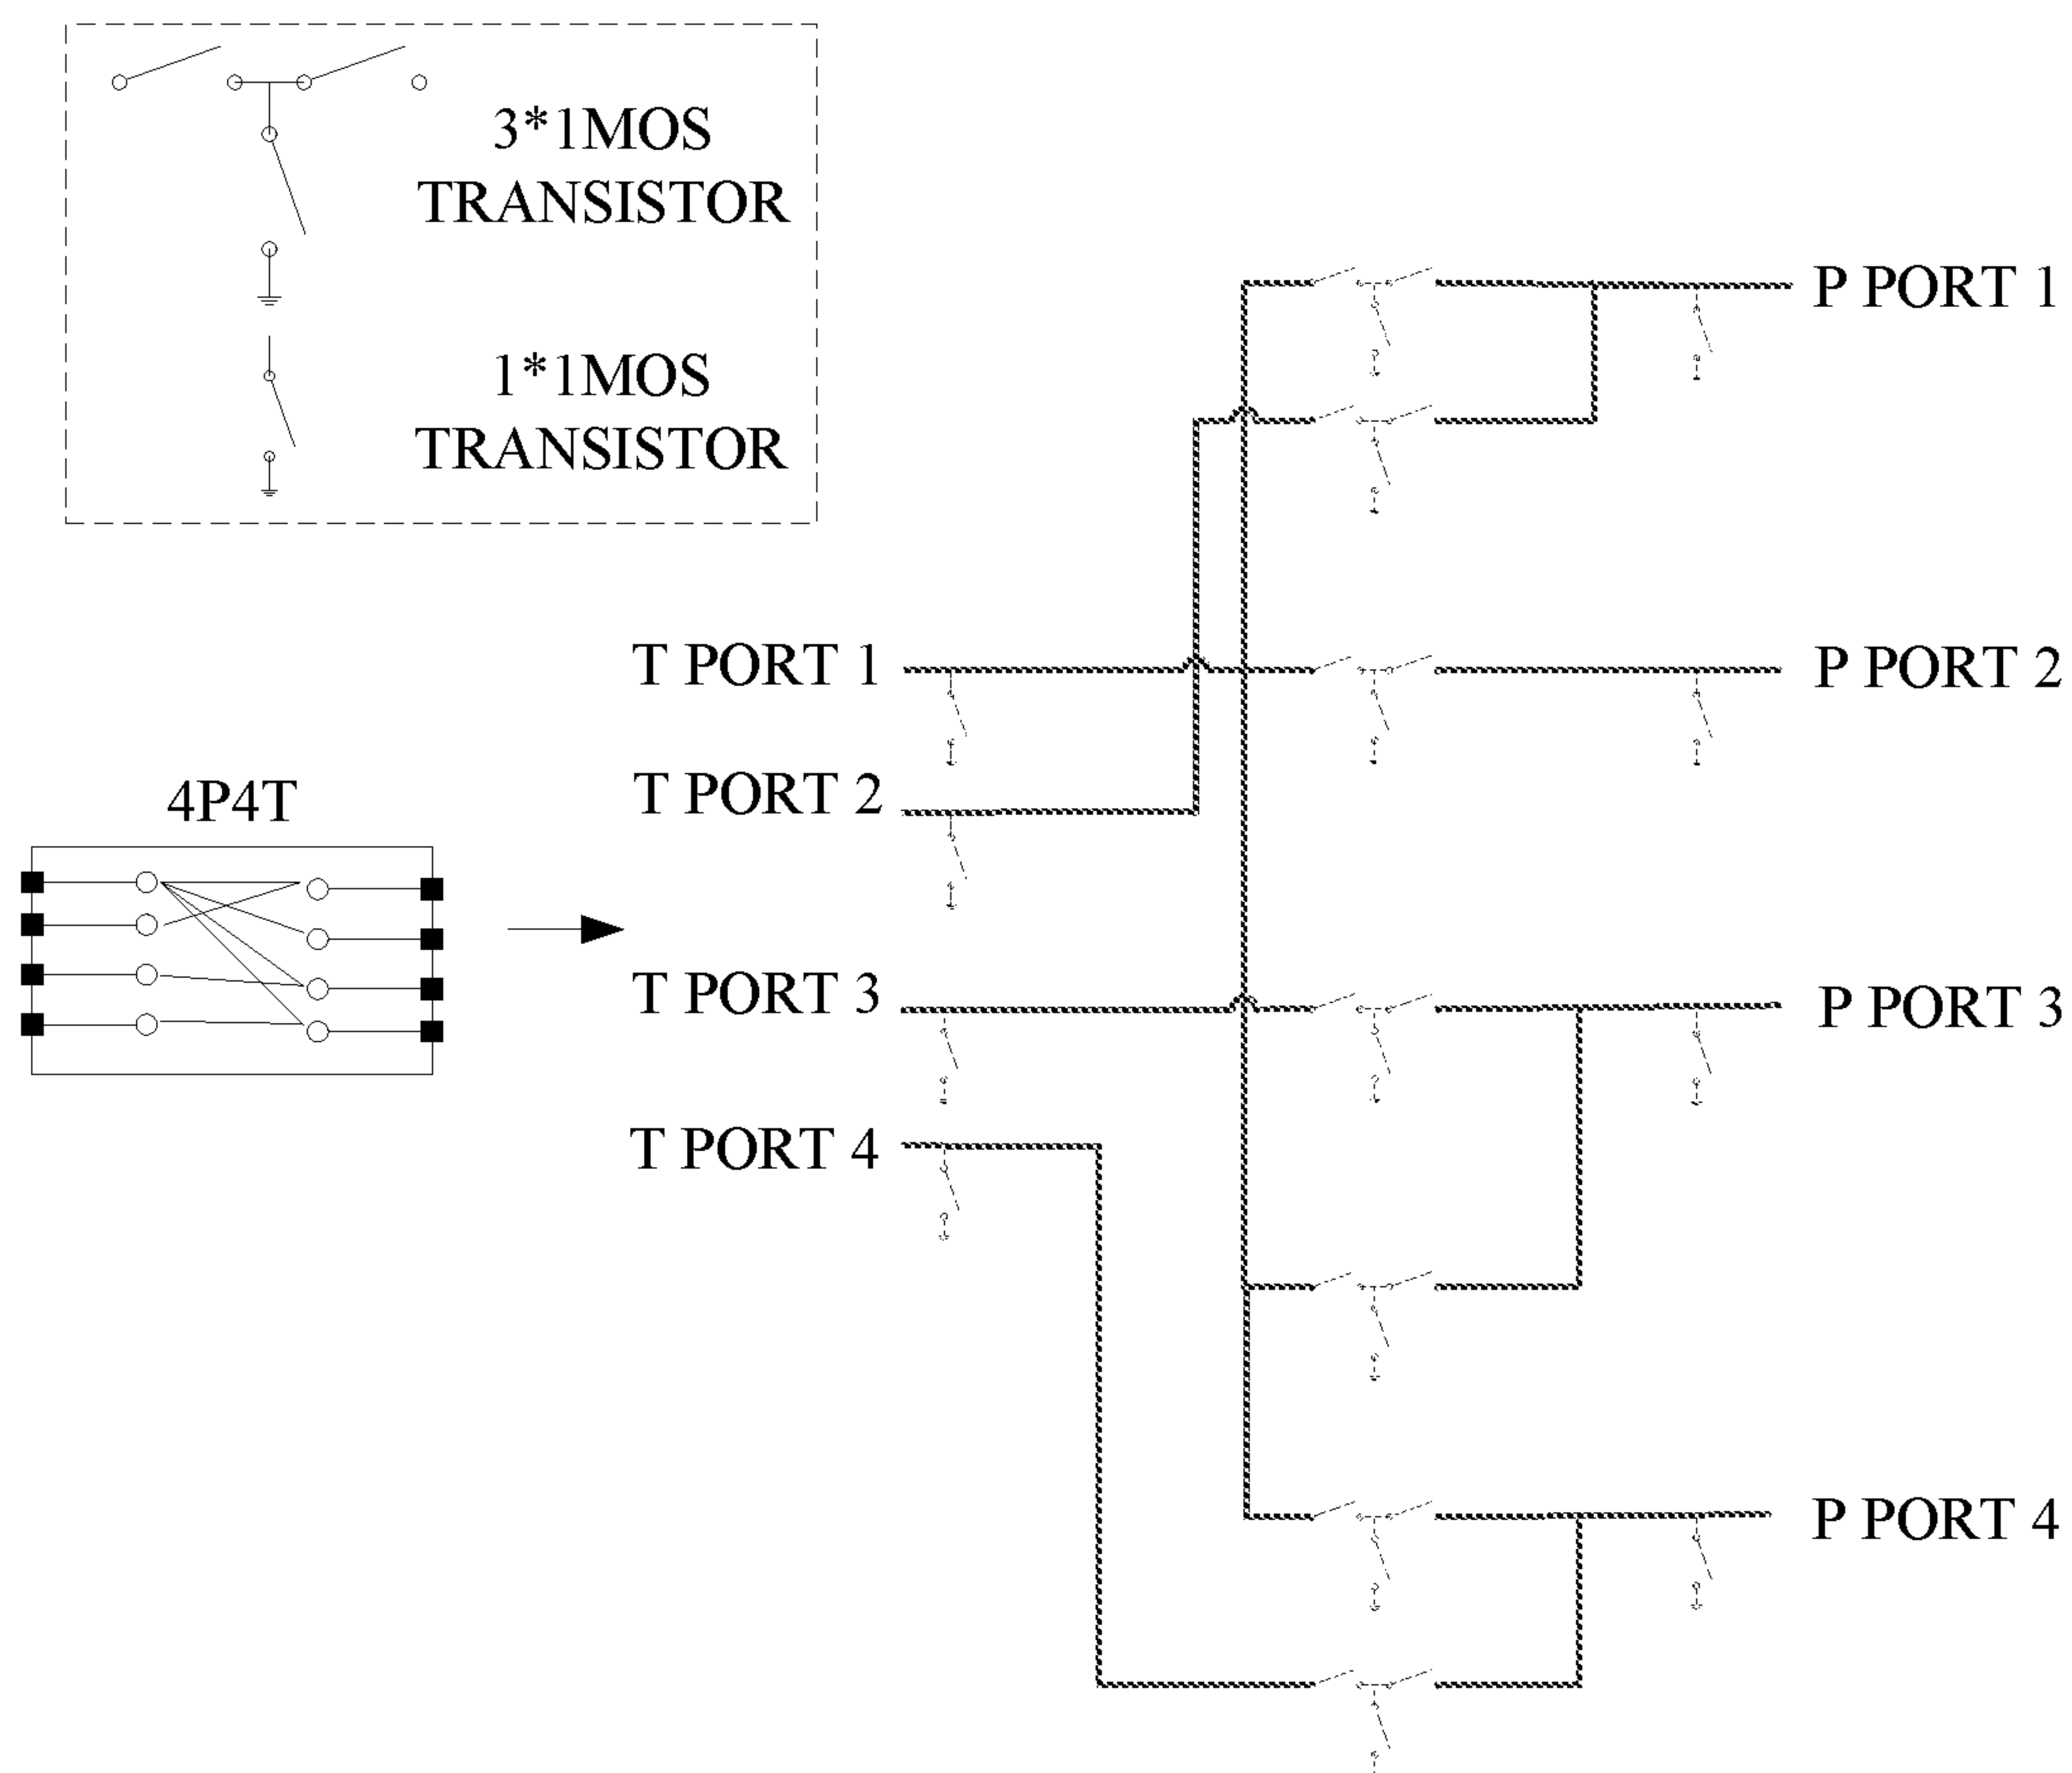 3*1MOS
TRANSISTOR
1*1MOS
TRANSISTOR
P PORT 1
T PORT 1
P PORT 2
T PORT 2
4P4T
T PORT 3
P PORT 3
T PORT 4
P PORT 4